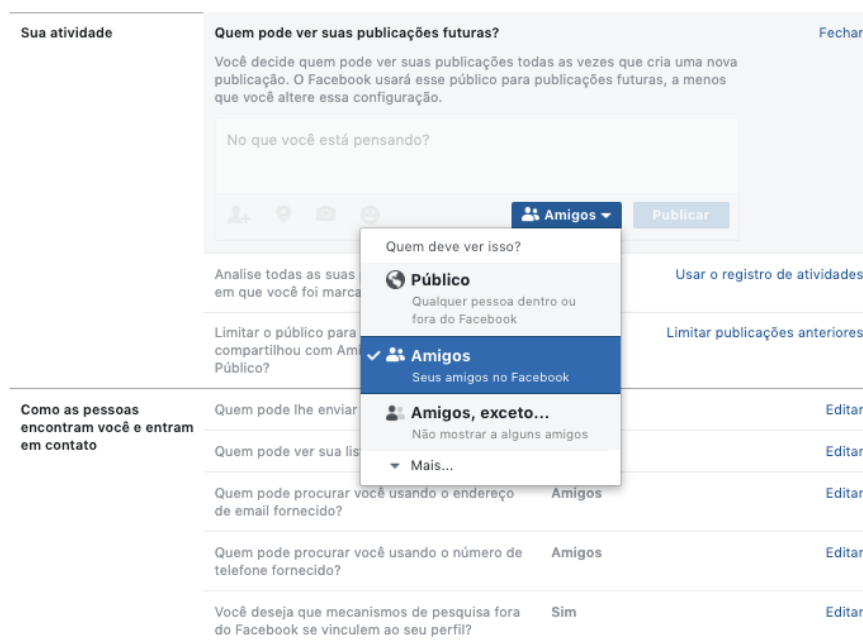 Sua atividade
Quem pode ver suas publicações futuras?
Fechar
Você decide quem pode ver suas publicações todas as vezes que cria uma nova
publicação. O Facebook usará esse público para publicações futuras, a menos
que você altere essa configuração.
No que você está pensando?
Amigos
Publicar
Quem deve ver isso?
Público
Qualquer pessoa dentro ou
fora do Facebook
Amigos
Seus amigos no Facebook
Amigos, exceto...
Não mostrar a alguns amigos
Mais...
Analise todas as suas
em que você foi marca
Usar o registro de atividades
Limitar o público para
compartilhou com Ami
Público?
Limitar publicações anteriores
Como as pessoas
encontram você e entram
em contato
Quem pode lhe enviar
Editar
Quem pode ver sua lis
Editar
Quem pode procurar você usando o endereço
de email fornecido?
Amigos
Editar
Quem pode procurar você usando o número de
telefone fornecido?
Amigos
Editar
Você deseja que mecanismos de pesquisa fora
do Facebook se vinculem ao seu perfil?
Sim
Editar